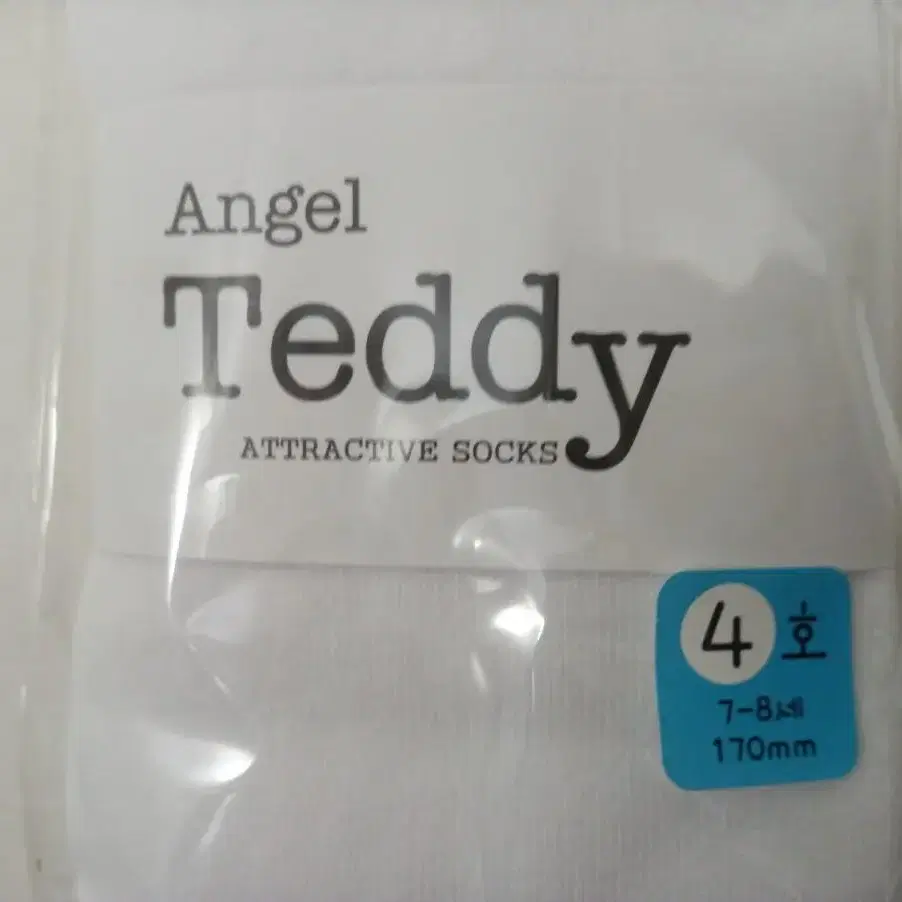 Angel
Teddy
ATTRACTIVE SOCKS
4호
7-8세
170mm